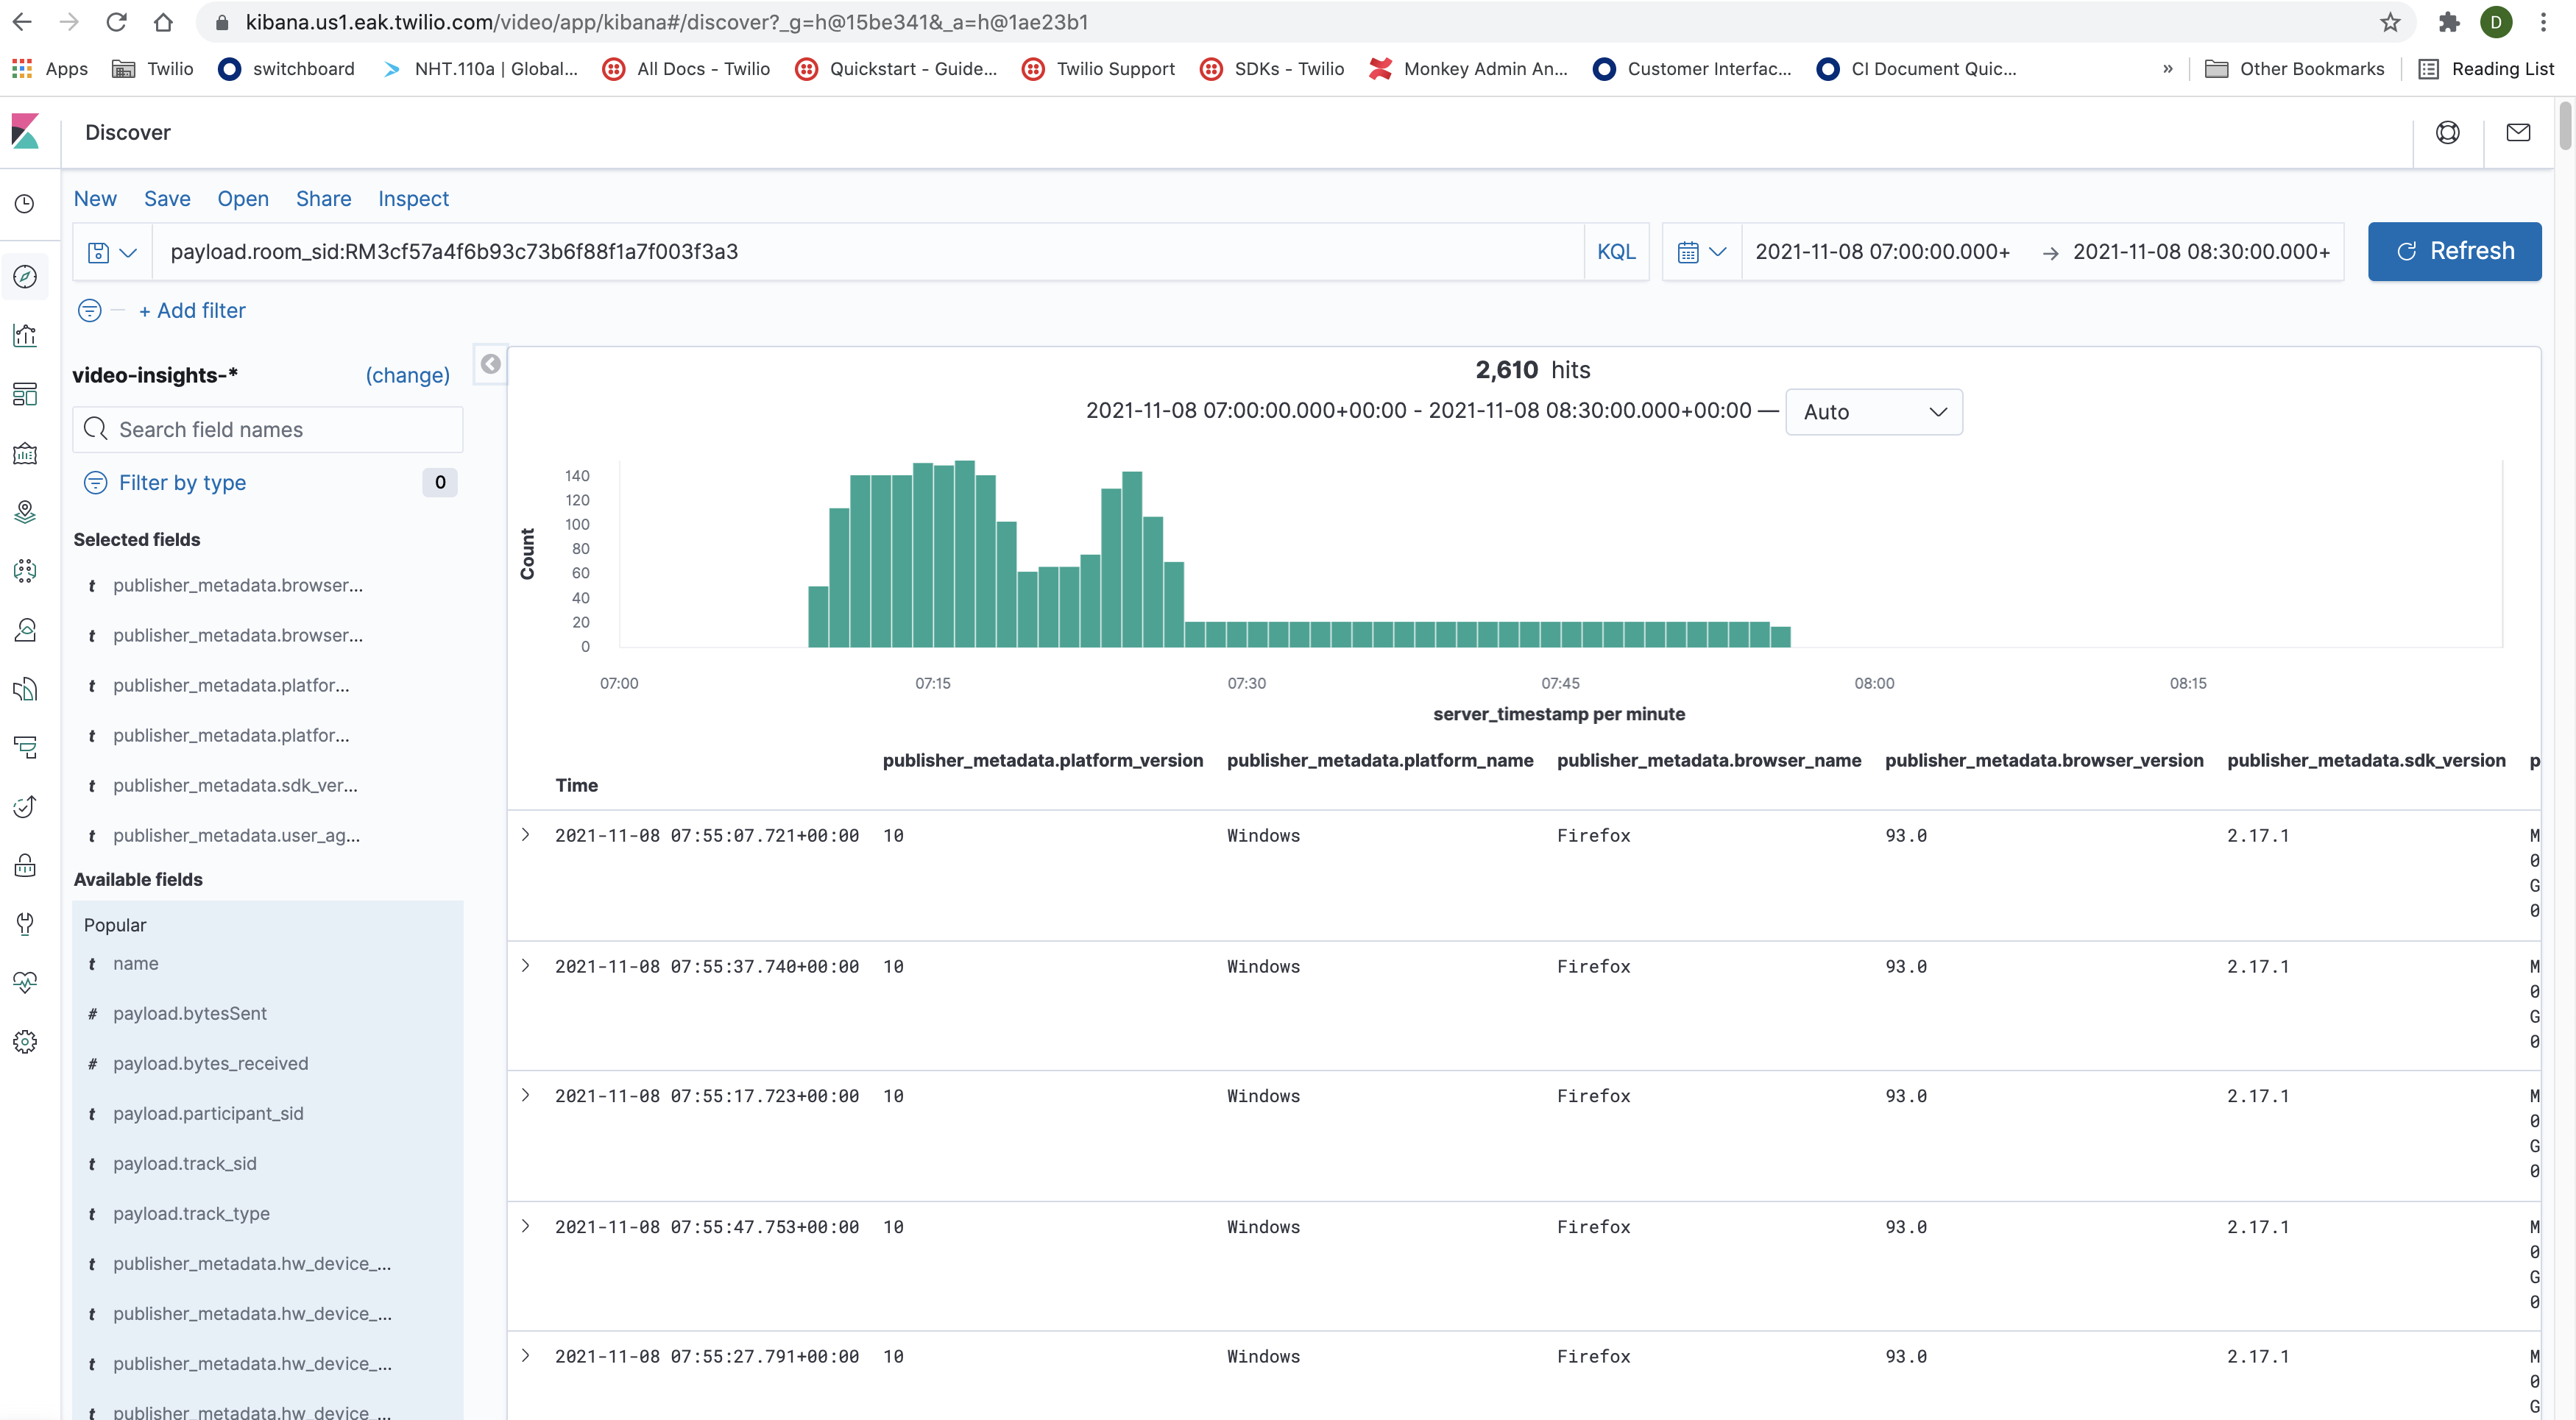 kibana.us1.eak.twilio.com/video/app/kibana#/discover?_g=h@15be341&_a=h@1ae23b1
D
Apps Twilio switchboard NHT.110a | Global... All Docs - Twilio Quickstart - Guide... Twilio Support SDKs - Twilio Monkey Admin An... Customer Interfac... CI Document Quic... » Other Bookmarks Reading List
Discover
New Save Open Share Inspect
payload.room_sid:RM3cf57a4f6b93c73b6f88f1a7f003f3a3 KQL 2021-11-08 07:00:00.000+ → 2021-11-08 08:30:00.000+ Refresh
+ Add filter
video-insights-* (change)
Search field names
Filter by type 0
Selected fields
t publisher_metadata.browser...
t publisher_metadata.browser...
t publisher_metadata.platfor...
t publisher_metadata.platfor...
t publisher_metadata.sdk_ver...
t publisher_metadata.user_ag...
Available fields
Popular
t name
# payload.bytesSent
# payload.bytes_received
t payload.participant_sid
t payload.track_sid
t payload.track_type
t publisher_metadata.hw_device_...
t publisher_metadata.hw_device_...
t publisher_metadata.hw_device_...
t publisher_metadata.hw_device_...
2,610 hits
2021-11-08 07:00:00.000+00:00 - 2021-11-08 08:30:00.000+00:00 — Auto
Count
140
120
100
80
60
40
20
0
07:00 07:15 07:30 07:45 08:00 08:15
server_timestamp per minute
Time publisher_metadata.platform_version publisher_metadata.platform_name publisher_metadata.browser_name publisher_metadata.browser_version publisher_metadata.sdk_version p
2021-11-08 07:55:07.721+00:00 10 Windows Firefox 93.0 2.17.1 M
0
G
0
2021-11-08 07:55:37.740+00:00 10 Windows Firefox 93.0 2.17.1 M
0
G
0
2021-11-08 07:55:17.723+00:00 10 Windows Firefox 93.0 2.17.1 M
0
G
0
2021-11-08 07:55:47.753+00:00 10 Windows Firefox 93.0 2.17.1 M
0
G
0
2021-11-08 07:55:27.791+00:00 10 Windows Firefox 93.0 2.17.1 M
0
G